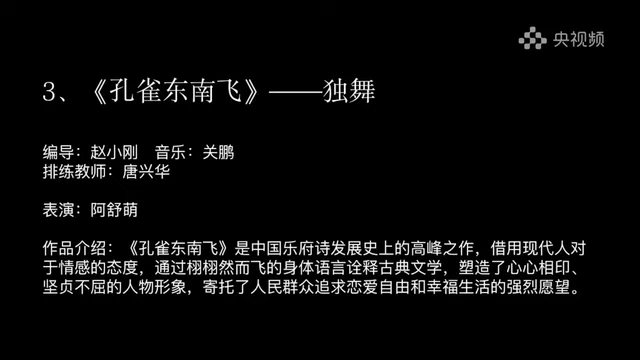 央视频
3、《孔雀东南飞》——独舞
编导：赵小刚 音乐：关鹏
排练教师：唐兴华
表演：阿舒萌
作品介绍：《孔雀东南飞》是中国乐府诗发展史上的高峰之作，借用现代人对
于情感的态度，通过栩栩然而飞的身体语言诠释古典文学，塑造了心心相印、
坚贞不屈的人物形象，寄托了人民群众追求恋爱自由和幸福生活的强烈愿望。